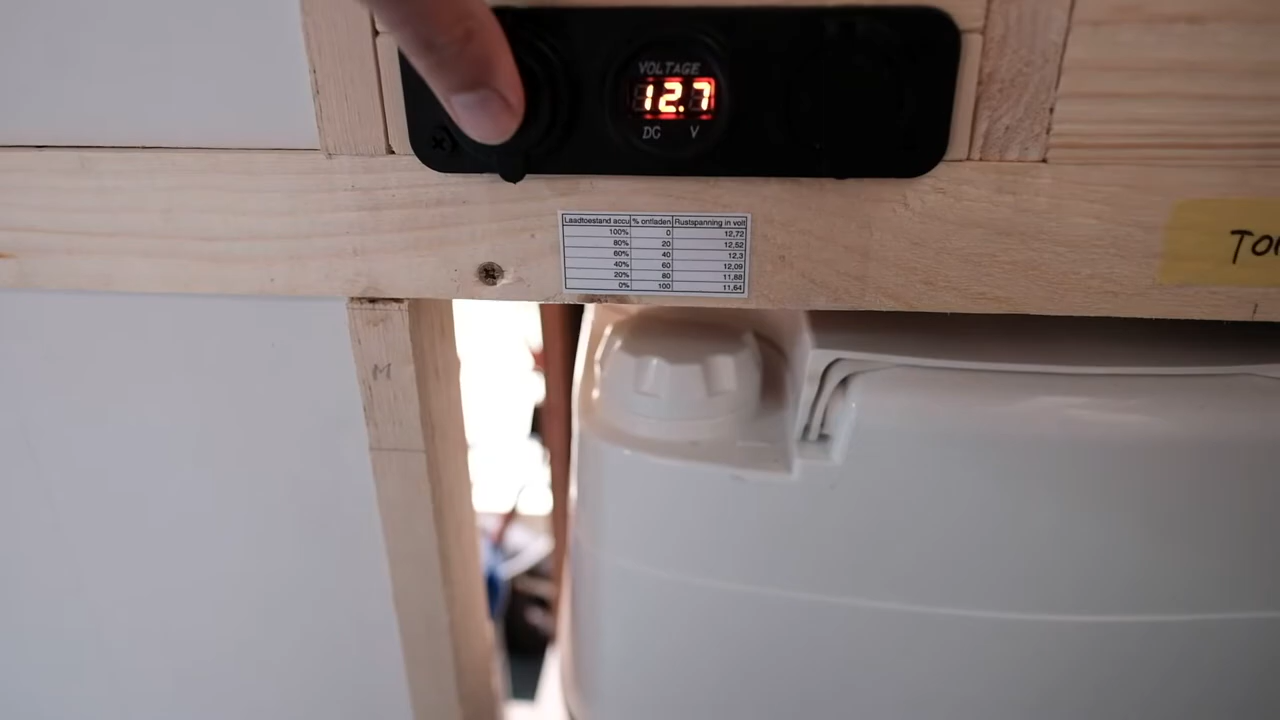 VOLTAGE
12.7
DC V
Laadtoestand accu % ontladen Rustspanning in volt
100% 0 12,72
80% 20 12,52
60% 40 12,3
40% 60 12,09
20% 80 11,88
0% 100 11,64
M